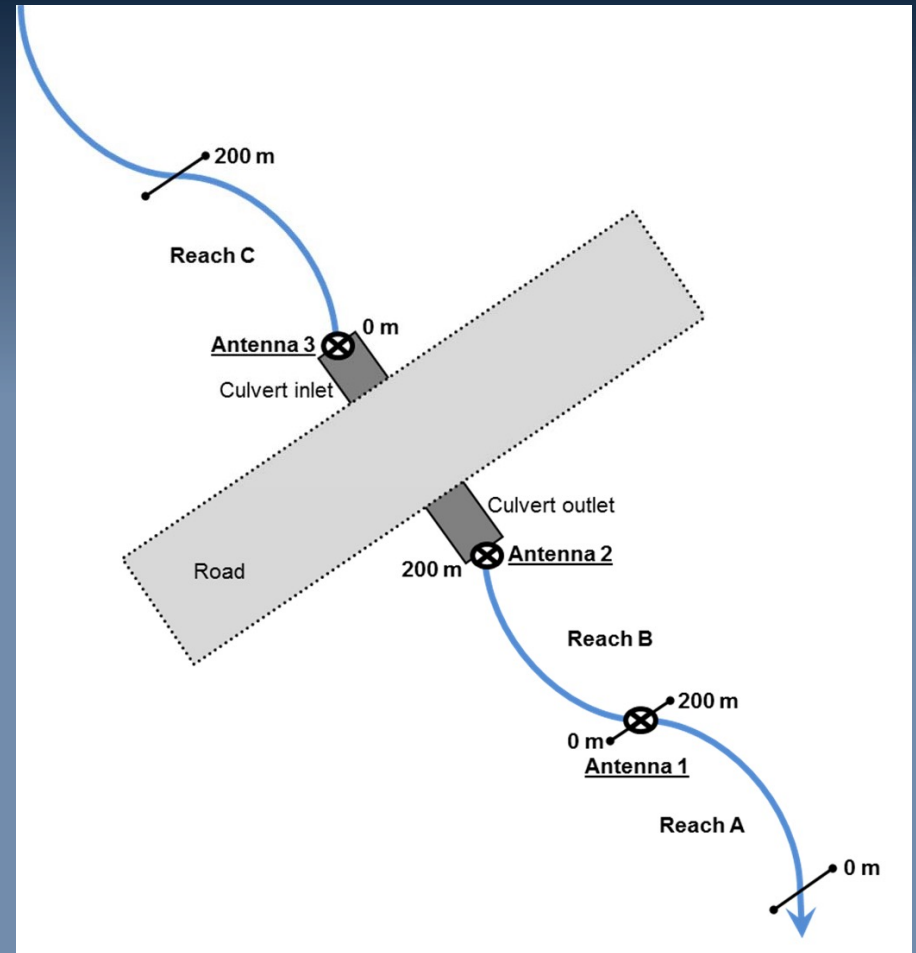 200 m
Reach C
0 m
Antenna 3
Culvert inlet
Culvert outlet
Antenna 2
200 m
Road
Reach B
200 m
0 m
Antenna 1
Reach A
0 m